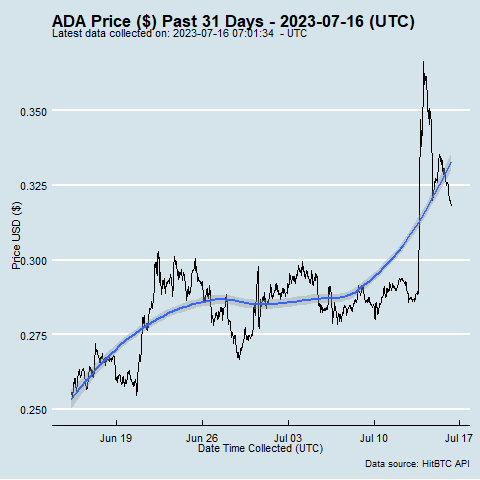 ADA Price ($) Past 31 Days - 2023-07-16 (UTC)
Latest data collected on: 2023-07-16 07:01:34  - UTC
0.350
0.325
0.300
0.275
0.250
Price USD ($)
Jun 19 Jun 26 Jul 03 Jul 10 Jul 17
Date Time Collected (UTC)
Data source: HitBTC API